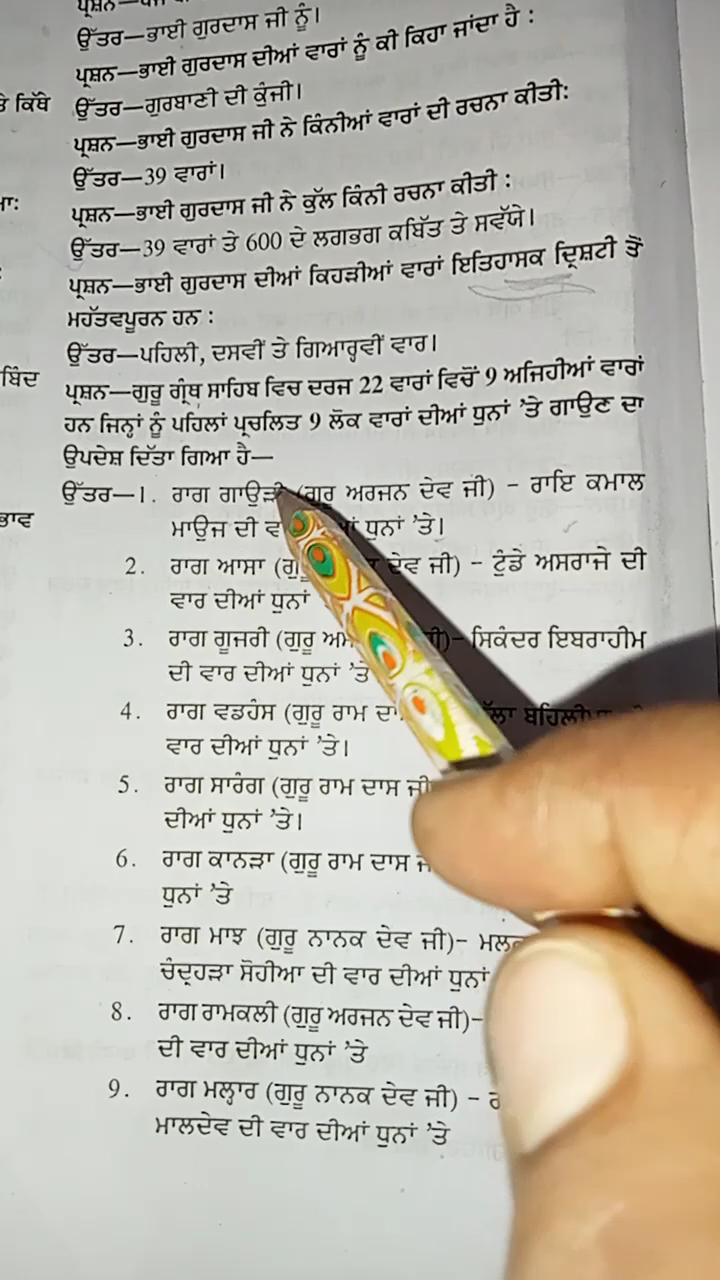 ਉੱਤਰ—ਭਾਈ ਗੁਰਦਾਸ ਜੀ ਨੂੰ।
ਪ੍ਰਸ਼ਨ—ਭਾਈ ਗੁਰਦਾਸ ਦੀਆਂ ਵਾਰਾਂ ਨੂੰ ਕੀ ਕਿਹਾ ਜਾਂਦਾ ਹੈ :
ਕਿੱਥੇ
ਉੱਤਰ—ਗੁਰਬਾਣੀ ਦੀ ਕੁੰਜੀ।
ਪ੍ਰਸ਼ਨ—ਭਾਈ ਗੁਰਦਾਸ ਜੀ ਨੇ ਕਿੰਨੀਆਂ ਵਾਰਾਂ ਦੀ ਰਚਨਾ ਕੀਤੀ:
ਉੱਤਰ—39 ਵਾਰਾਂ।
ਪ੍ਰਸ਼ਨ—ਭਾਈ ਗੁਰਦਾਸ ਜੀ ਨੇ ਕੁੱਲ ਕਿੰਨੀ ਰਚਨਾ ਕੀਤੀ :
ਉੱਤਰ—39 ਵਾਰਾਂ ਤੇ 600 ਦੇ ਲਗਭਗ ਕਬਿੱਤ ਤੇ ਸਵੱਯੇ।
ਪ੍ਰਸ਼ਨ—ਭਾਈ ਗੁਰਦਾਸ ਦੀਆਂ ਕਿਹੜੀਆਂ ਵਾਰਾਂ ਇਤਿਹਾਸਕ ਦ੍ਰਿਸ਼ਟੀ ਤੋਂ
ਮਹੱਤਵਪੂਰਨ ਹਨ :
ਉੱਤਰ—ਪਹਿਲੀ, ਦਸਵੀਂ ਤੇ ਗਿਆਰ੍ਹਵੀਂ ਵਾਰ।
ਬਿੰਦ
ਪ੍ਰਸ਼ਨ—ਗੁਰੂ ਗ੍ਰੰਥ ਸਾਹਿਬ ਵਿਚ ਦਰਜ 22 ਵਾਰਾਂ ਵਿਚੋਂ 9 ਅਜਿਹੀਆਂ ਵਾਰਾਂ
ਹਨ ਜਿਨ੍ਹਾਂ ਨੂੰ ਪਹਿਲਾਂ ਪ੍ਰਚਲਿਤ 9 ਲੋਕ ਵਾਰਾਂ ਦੀਆਂ ਧੁਨਾਂ ’ਤੇ ਗਾਉਣ ਦਾ
ਉਪਦੇਸ਼ ਦਿੱਤਾ ਗਿਆ ਹੈ—
ਉੱਤਰ—1. ਰਾਗ ਗਾਉੜੀ (ਗੁਰੂ ਅਰਜਨ ਦੇਵ ਜੀ) – ਰਾਇ ਕਮਾਲ
ਮਾਉਜ ਦੀ ਧੁਨਾਂ ’ਤੇ।
2. ਰਾਗ ਆਸਾ ਦੇਵ ਜੀ) – ਟੁੰਡੇ ਅਸਰਾਜੇ ਦੀ
ਵਾਰ ਦੀਆਂ ਧੁਨਾਂ
3. ਰਾਗ ਗੂਜਰੀ (ਗੁਰੂ – ਸਿਕੰਦਰ ਇਬਰਾਹੀਮ
ਦੀ ਵਾਰ ਦੀਆਂ ਧੁਨਾਂ ’ਤੇ
4. ਰਾਗ ਵਡਹੰਸ (ਗੁਰੂ ਰਾਮ
ਵਾਰ ਦੀਆਂ ਧੁਨਾਂ ’ਤੇ।
5. ਰਾਗ ਸਾਰੰਗ (ਗੁਰੂ ਰਾਮ ਦਾਸ ਜੀ
ਦੀਆਂ ਧੁਨਾਂ ’ਤੇ।
6. ਰਾਗ ਕਾਨੜਾ (ਗੁਰੂ ਰਾਮ ਦਾਸ
ਧੁਨਾਂ ’ਤੇ
7. ਰਾਗ ਮਾਝ (ਗੁਰੂ ਨਾਨਕ ਦੇਵ ਜੀ)–
ਚੰਦ੍ਰਹੜਾ ਸੋਹੀਆ ਦੀ ਵਾਰ ਦੀਆਂ ਧੁਨਾਂ
8. ਰਾਗ ਰਾਮਕਲੀ (ਗੁਰੂ ਅਰਜਨ ਦੇਵ ਜੀ)–
ਦੀ ਵਾਰ ਦੀਆਂ ਧੁਨਾਂ ’ਤੇ
9. ਰਾਗ ਮਲ੍ਹਾਰ (ਗੁਰੂ ਨਾਨਕ ਦੇਵ ਜੀ) –
ਮਾਲਦੇਵ ਦੀ ਵਾਰ ਦੀਆਂ ਧੁਨਾਂ ’ਤੇ